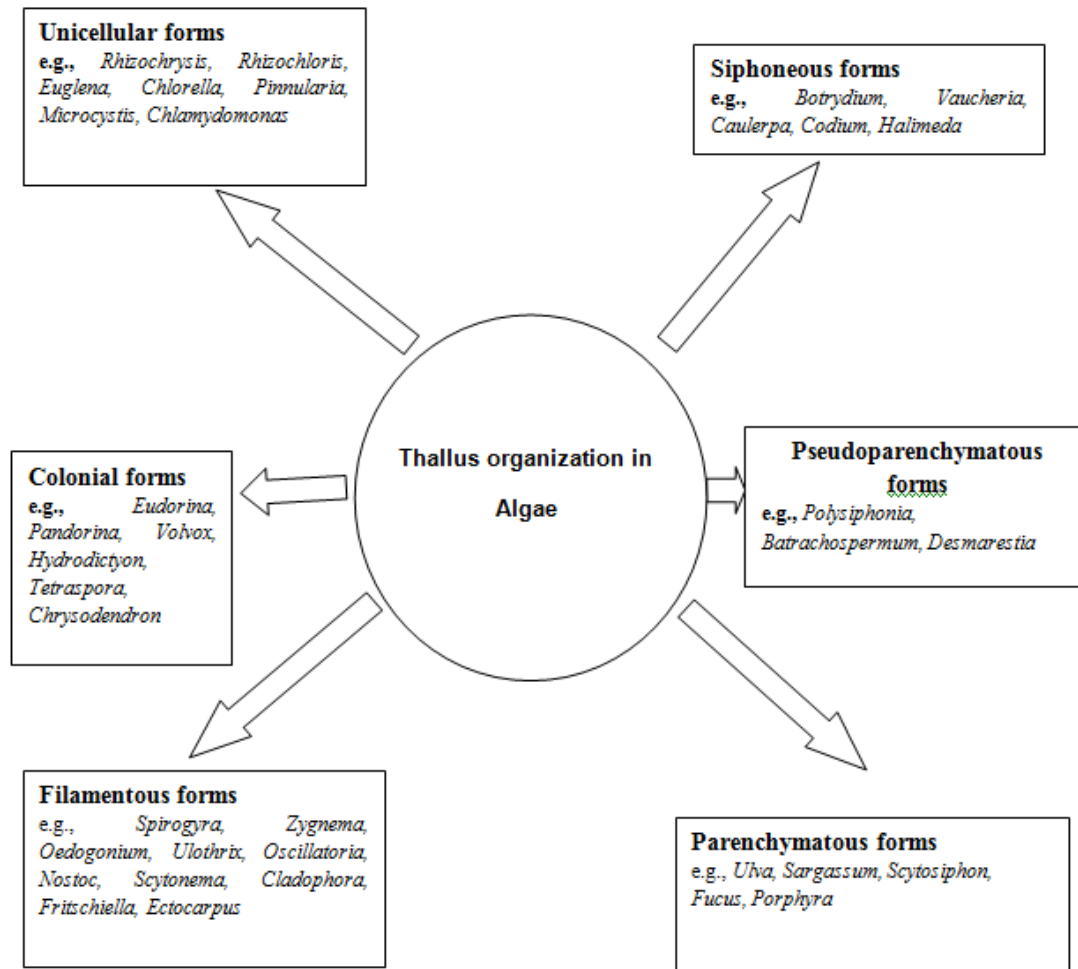 Unicellular forms
e.g., Rhizochrysis, Rhizochloris,
Euglena, Chlorella, Pinnularia,
Microcystis, Chlamydomonas
Siphoneous forms
e.g., Botrydium, Vaucheria,
Caulerpa, Codium, Halimeda
Thallus organization in
Algae
Colonial forms
e.g., Eudorina,
Pandorina, Volvox,
Hydrodictyon,
Tetraspora,
Chrysodendron
Pseudoparenchymatous
forms
e.g., Polysiphonia,
Batrachospermum, Desmarestia
Filamentous forms
e.g., Spirogyra, Zygnema,
Oedogonium, Ulothrix, Oscillatoria,
Nostoc, Scytonema, Cladophora,
Fritschiella, Ectocarpus
Parenchymatous forms
e.g., Ulva, Sargassum, Scytosiphon,
Fucus, Porphyra